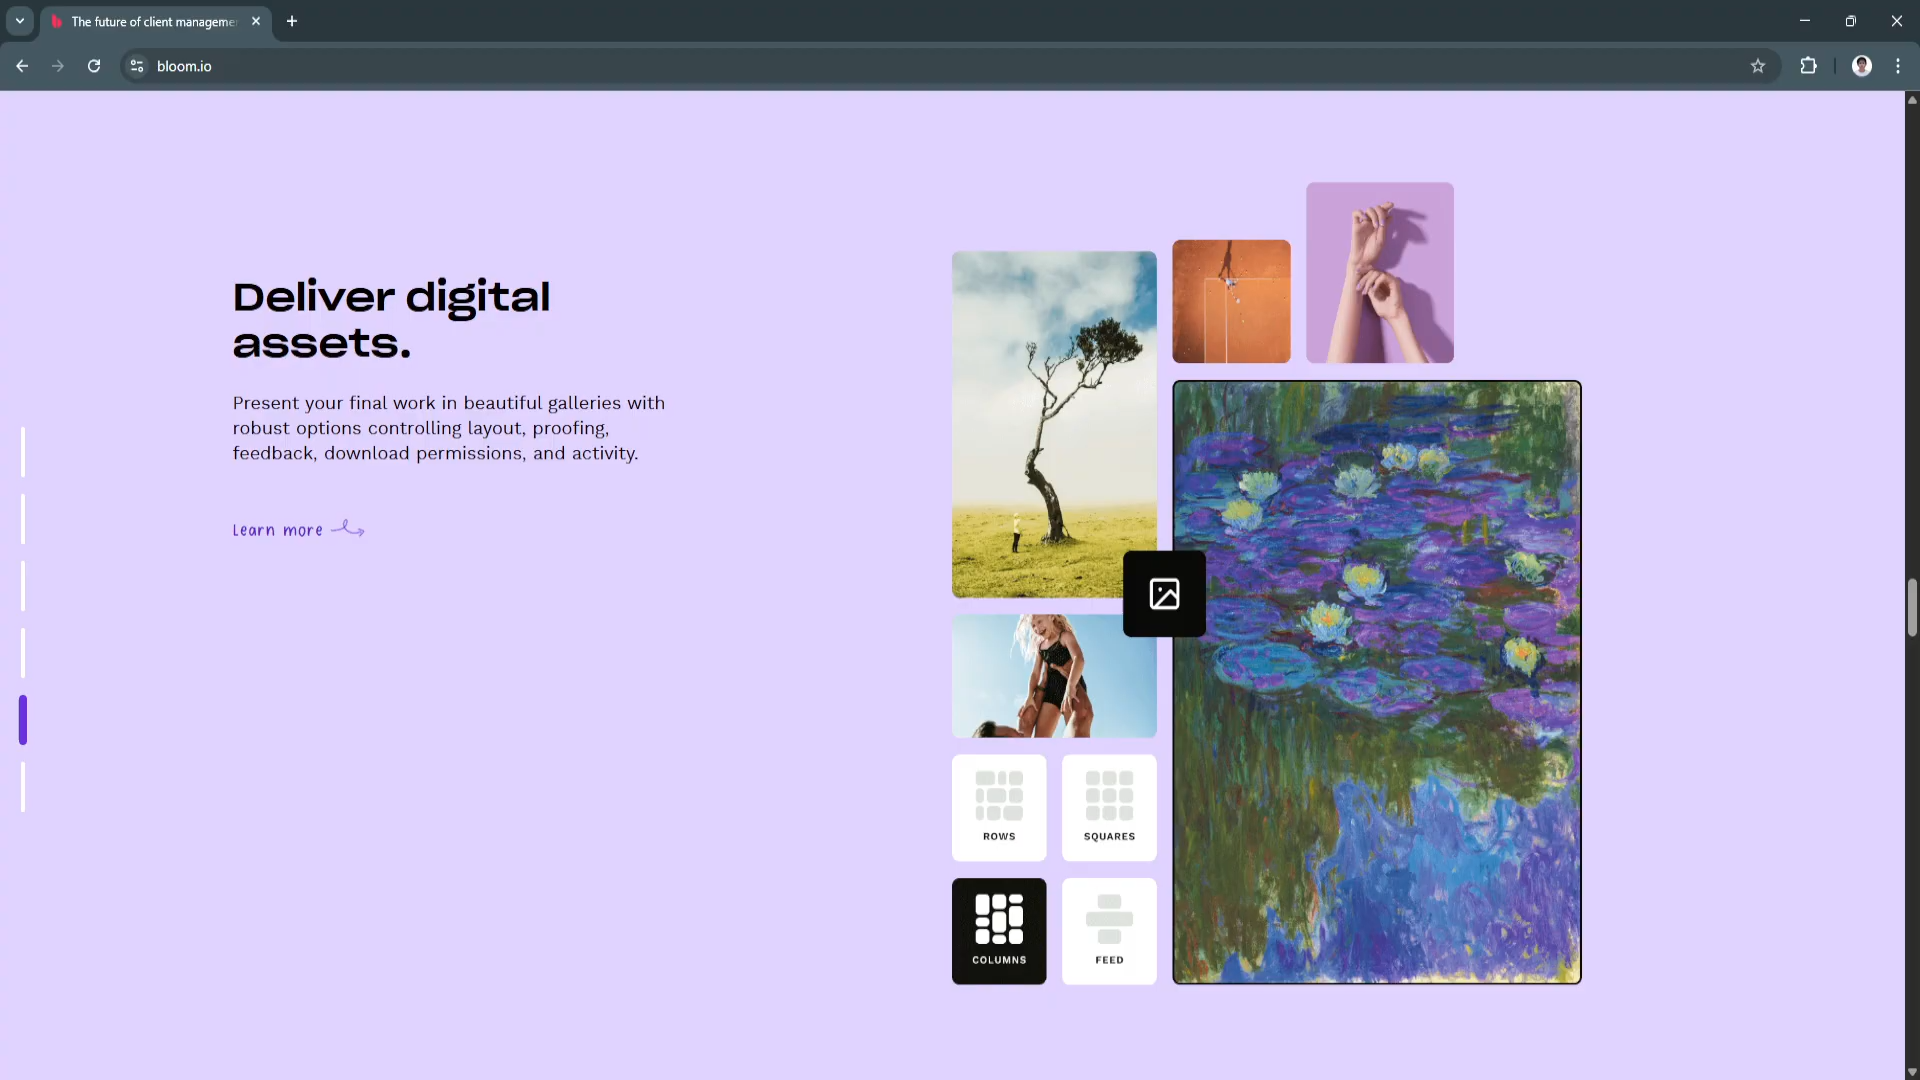 The future of client manageme
bloom.io
Deliver digital
assets.
Present your final work in beautiful galleries with
robust options controlling layout, proofing,
feedback, download permissions, and activity.
Learn more
ROWS
SQUARES
COLUMNS
FEED